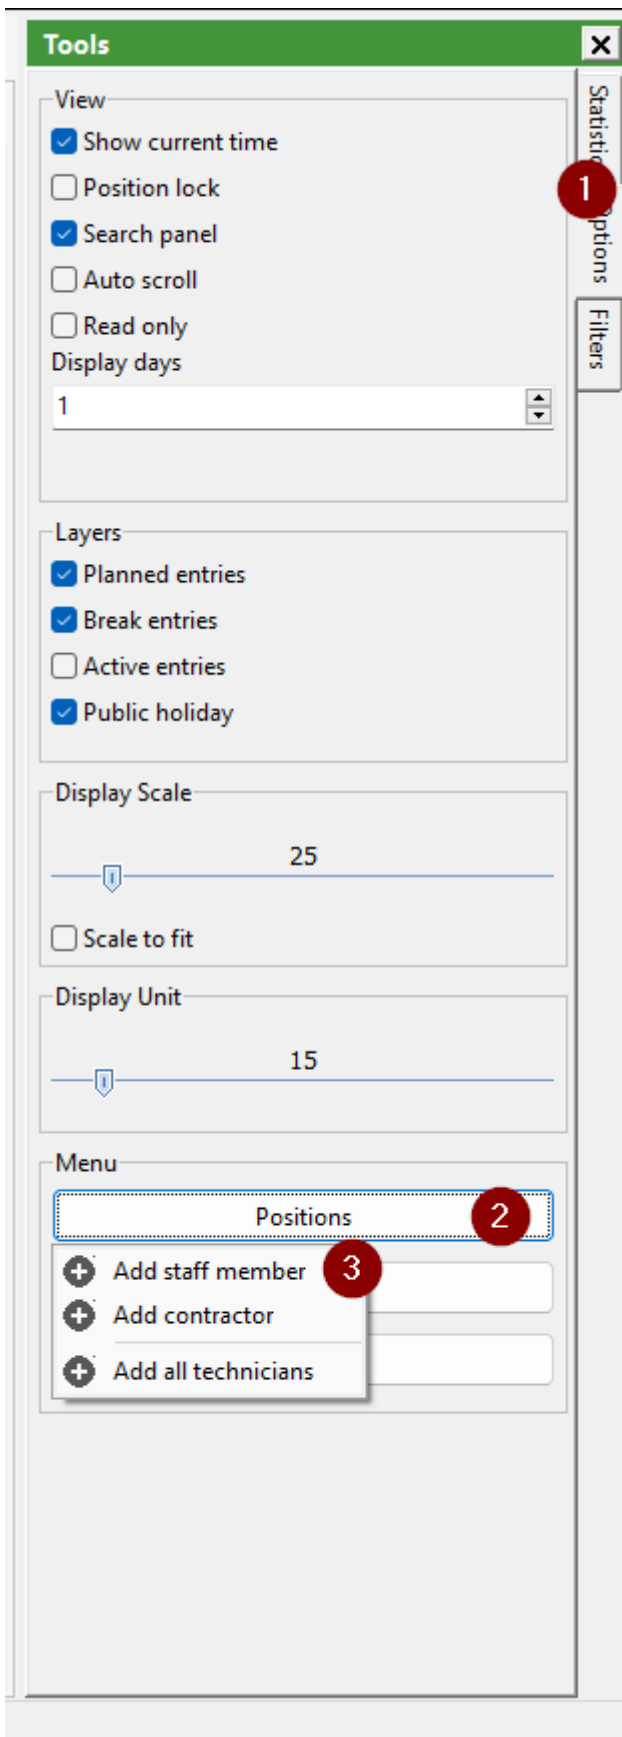 Tools
View
Show current time
Position lock
Search panel
Auto scroll
Read only
Display days
1
Layers
Planned entries
Break entries
Active entries
Public holiday
Display Scale
25
Scale to fit
Display Unit
15
Menu
Positions
2
Add staff member
3
Add contractor
Add all technicians
1
Filters